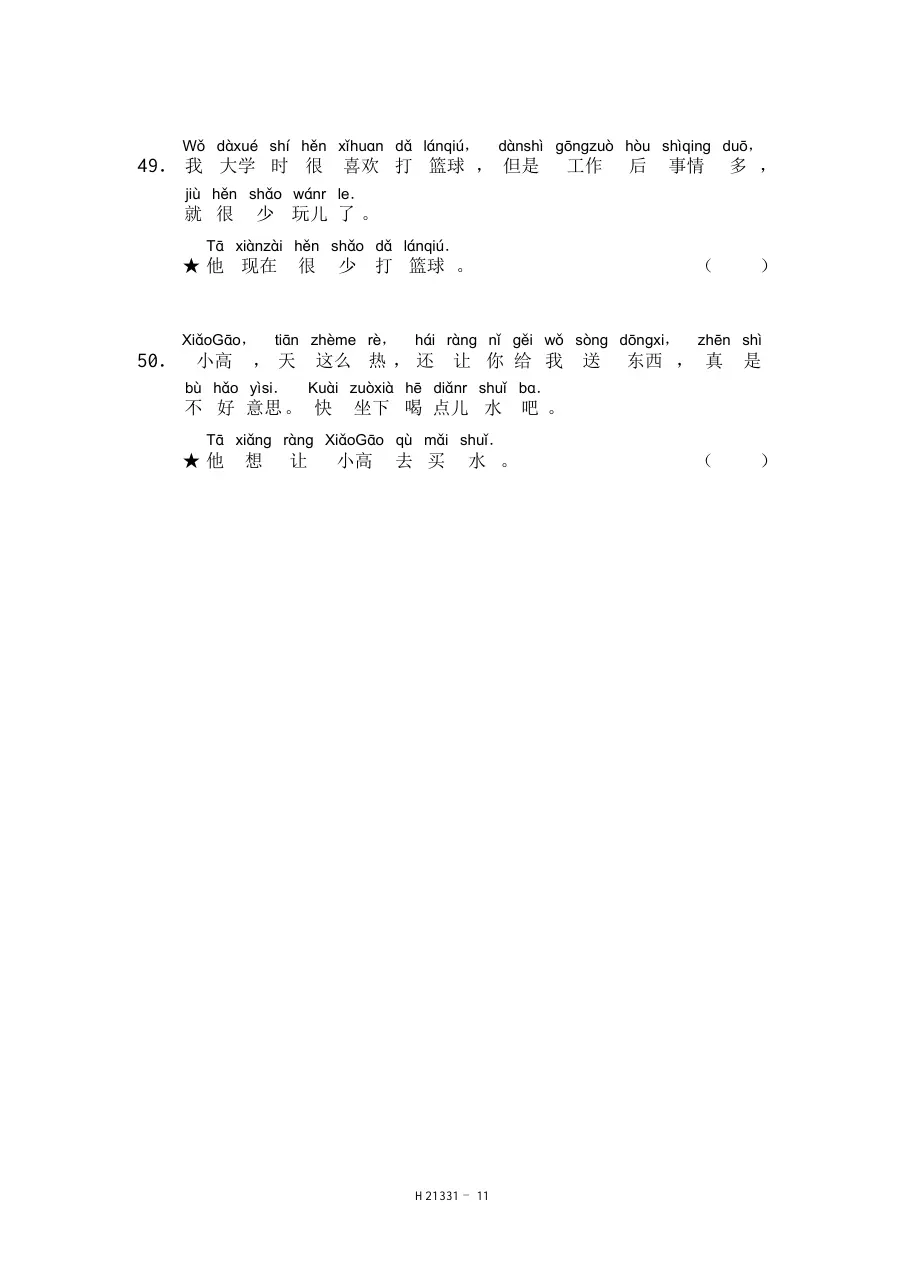 Wǒ dàxué shí hěn xǐhuan dǎ lánqiú, dànshì gōngzuò hòu shìqing duō,
49. 我 大学 时 很 喜欢 打 篮球 , 但是 工作 后 事情 多 ,
jiù hěn shǎo wánr le.
就 很 少 玩儿 了 。
Tā xiànzài hěn shǎo dǎ lánqiú.
★ 他 现在 很 少 打 篮球 。 ( )
XiǎoGāo, tiān zhème rè, hái ràng nǐ gěi wǒ sòng dōngxi, zhēn shì
50. 小高 , 天 这么 热 , 还 让 你 给 我 送 东西 , 真 是
bù hǎo yìsi. Kuài zuòxià hē diǎnr shuǐ ba.
不 好 意思 。 快 坐下 喝 点儿 水 吧 。
Tā xiǎng ràng XiǎoGāo qù mǎi shuǐ.
★ 他 想 让 小高 去 买 水 。 ( )
H21331 - 11